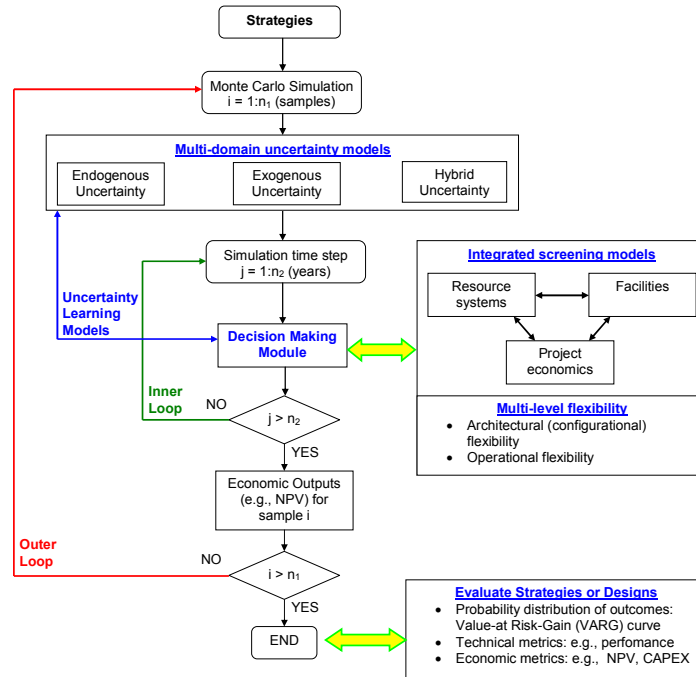 Strategies
Monte Carlo Simulation
i = 1:n1 (samples)
Multi-domain uncertainty models
Endogenous
Uncertainty
Exogenous
Uncertainty
Hybrid
Uncertainty
Simulation time step
j = 1:n2 (years)
Uncertainty
Learning
Models
Decision Making
Module
Integrated screening models
Resource
systems
Facilities
Project
economics
Multi-level flexibility
• Architectural (configurational)
flexibility
• Operational flexibility
Inner
Loop
NO
j > n2
YES
Economic Outputs
(e.g., NPV) for
sample i
Outer
Loop
NO
i > n1
YES
END
Evaluate Strategies or Designs
• Probability distribution of outcomes:
Value-at Risk-Gain (VARG) curve
• Technical metrics: e.g., perfomance
• Economic metrics: e.g., NPV, CAPEX